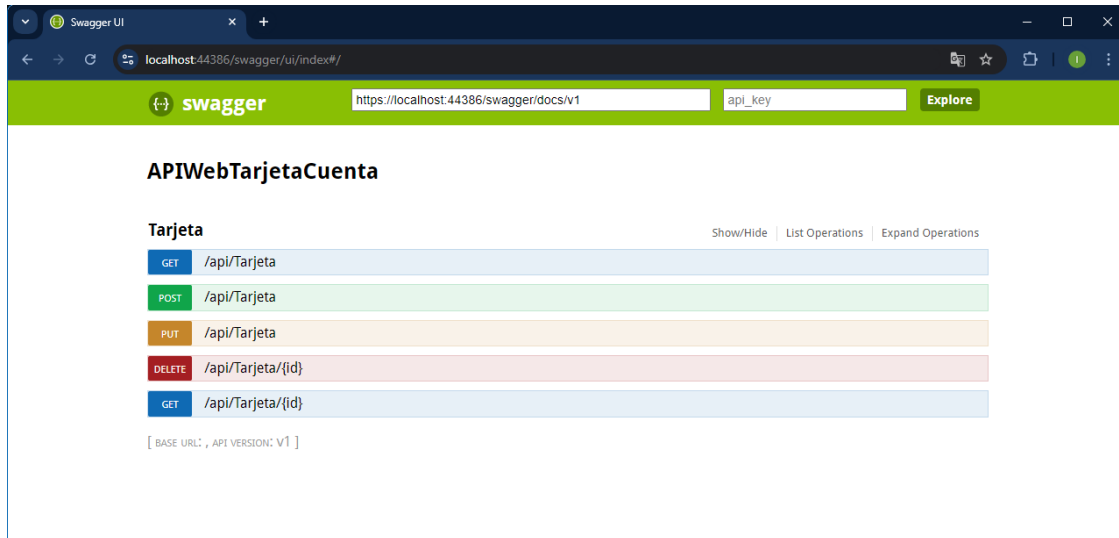 Swagger UI
localhost:44386/swagger/ui/index#/
{··} swagger https://localhost:44386/swagger/docs/v1 api_key Explore
APIWebTarjetaCuenta
Tarjeta Show/Hide List Operations Expand Operations
GET /api/Tarjeta
POST /api/Tarjeta
PUT /api/Tarjeta
DELETE /api/Tarjeta/{id}
GET /api/Tarjeta/{id}
[ BASE URL: , API VERSION: V1 ]